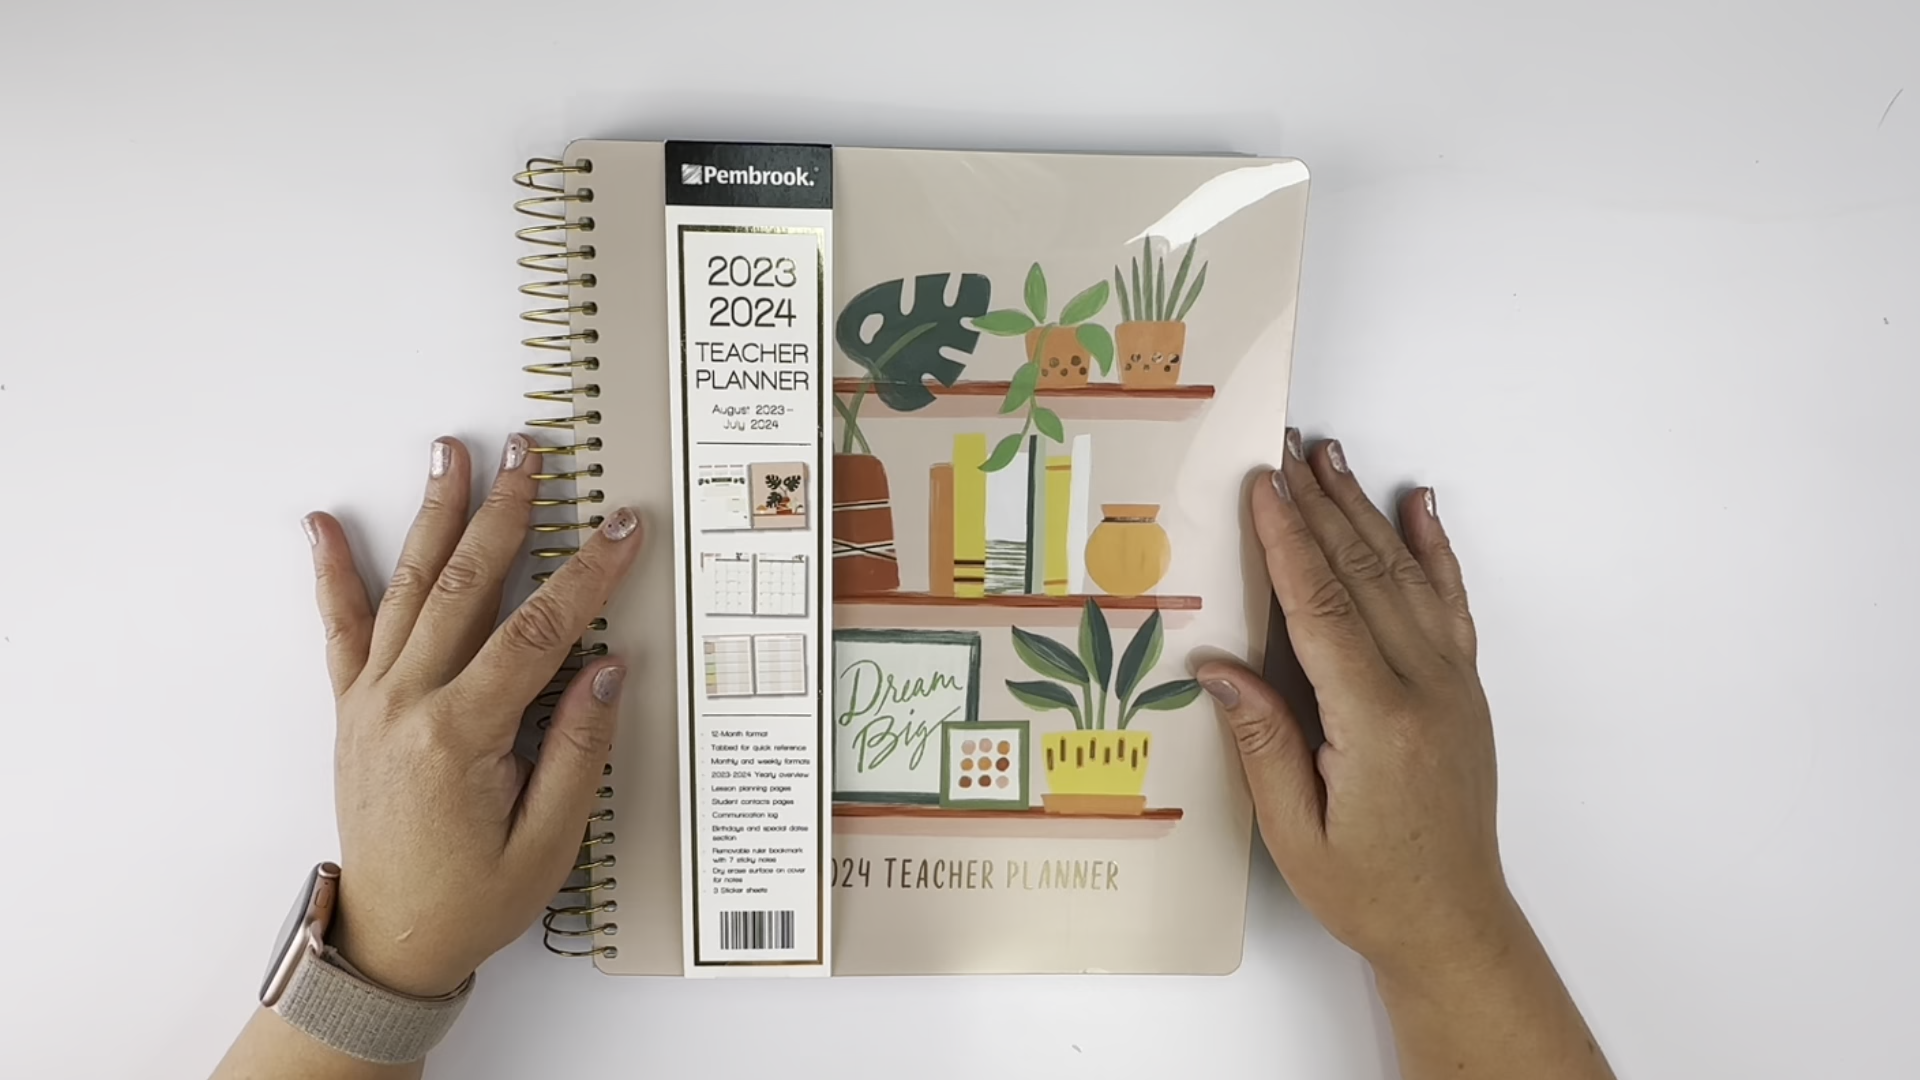 Pembrook.
2023
2024
TEACHER
PLANNER
August 2023–
July 2024
12-Month format
Tabbed for quick reference
Monthly and weekly formats
2023-2024 Yearly overview
Lesson planning pages
Student contacts pages
Communication log
Birthdays and special dates
section
Removable ruler bookmark
with 7 sticky notes
Dry erase surface on cover
for notes
3 Sticker sheets
Dream
Big
024 TEACHER PLANNER